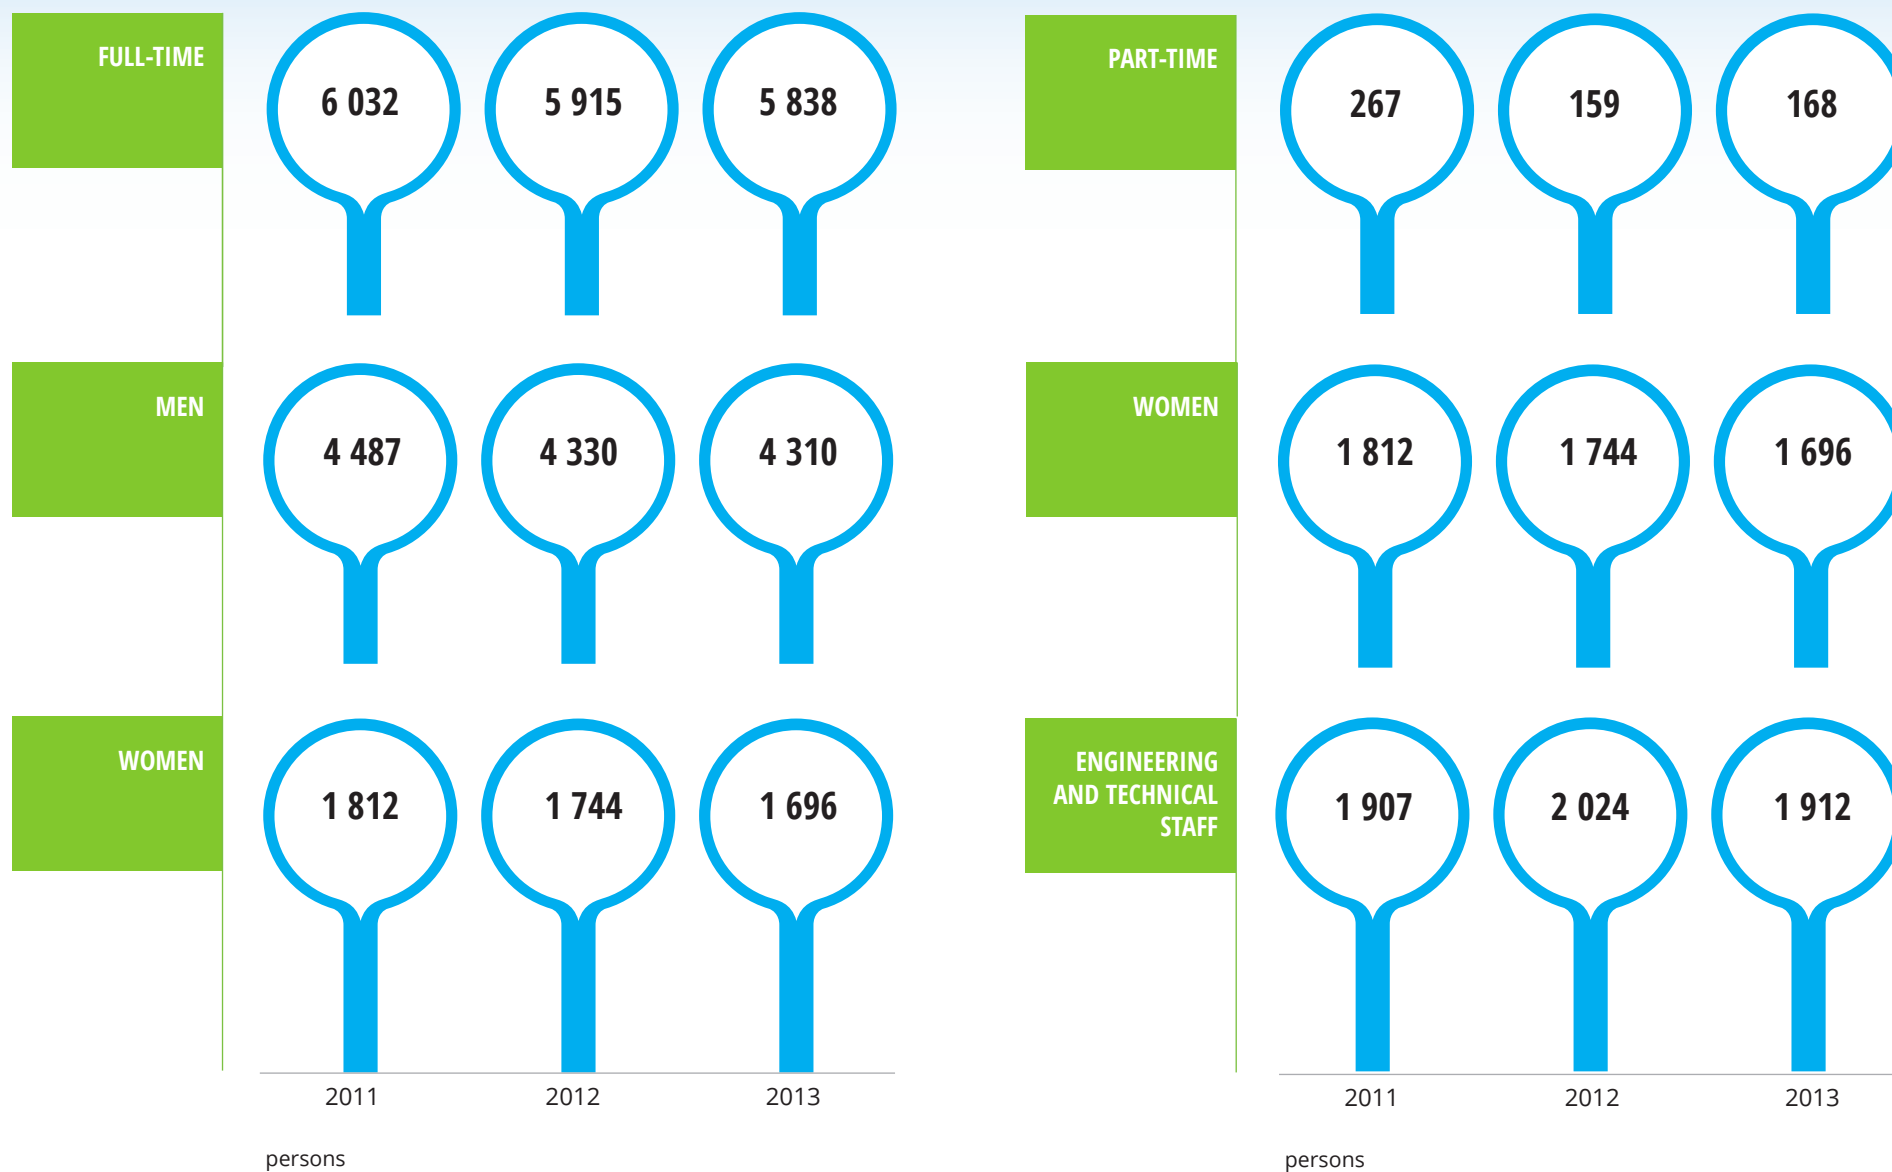 FULL-TIME
6 032
5 915
5 838
MEN
4 487
4 330
4 310
WOMEN
1 812
1 744
1 696
2011
2012
2013
persons
PART-TIME
267
159
168
WOMEN
1 812
1 744
1 696
ENGINEERING
AND TECHNICAL
STAFF
1 907
2 024
1 912
2011
2012
2013
persons